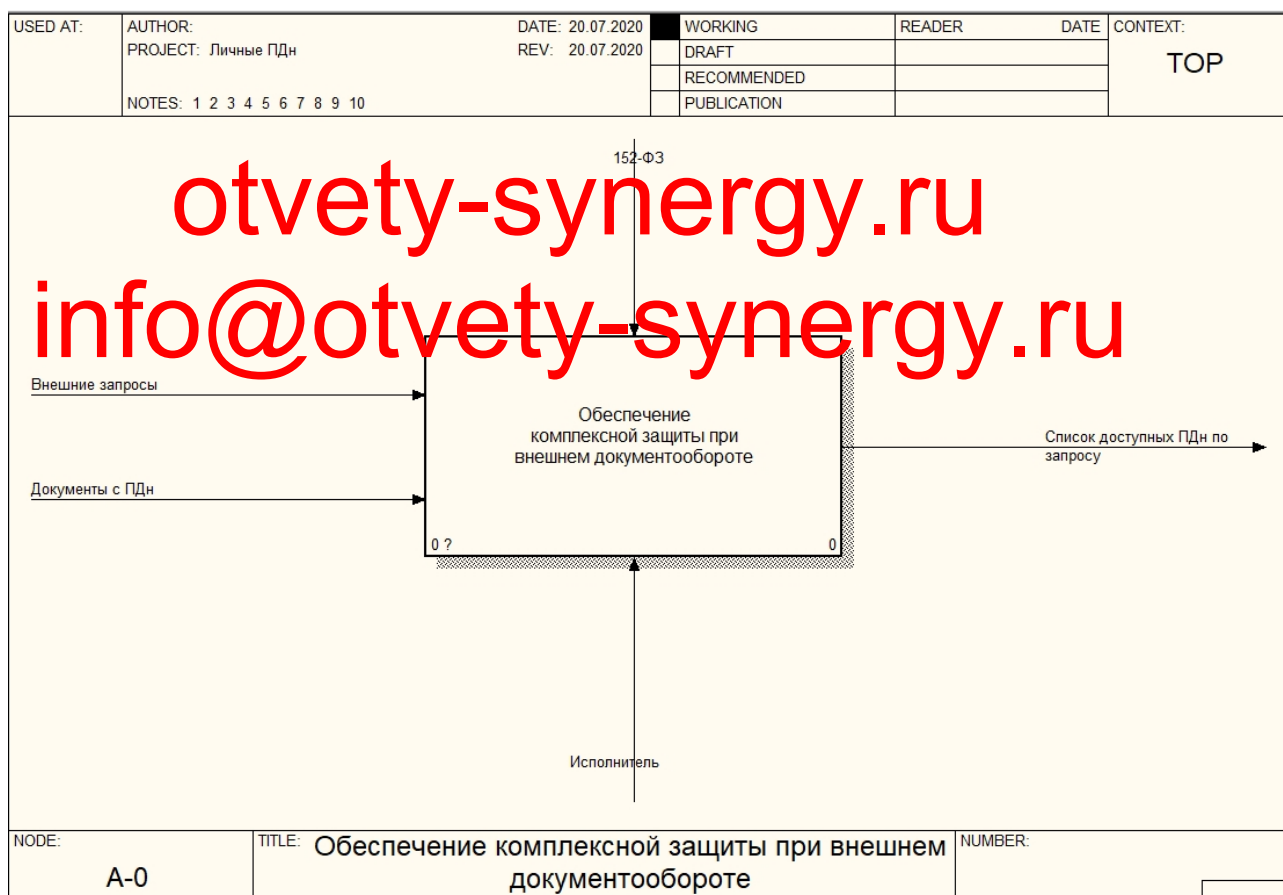 USED AT:
AUTHOR:
DATE: 20.07.2020
PROJECT: Личные ПДн
REV: 20.07.2020
NOTES: 1 2 3 4 5 6 7 8 9 10
WORKING
DRAFT
RECOMMENDED
PUBLICATION
READER
DATE
CONTEXT:
TOP
152-ФЗ
otvety-synergy.ru
info@otvety-synergy.ru
Внешние запросы
Документы с ПДн
Обеспечение
комплексной защиты при
внешнем документообороте
0 ?
0
Список доступных ПДн по
запросу
Исполнитель
NODE:
A-0
TITLE:
Обеспечение комплексной защиты при внешнем
документообороте
NUMBER: